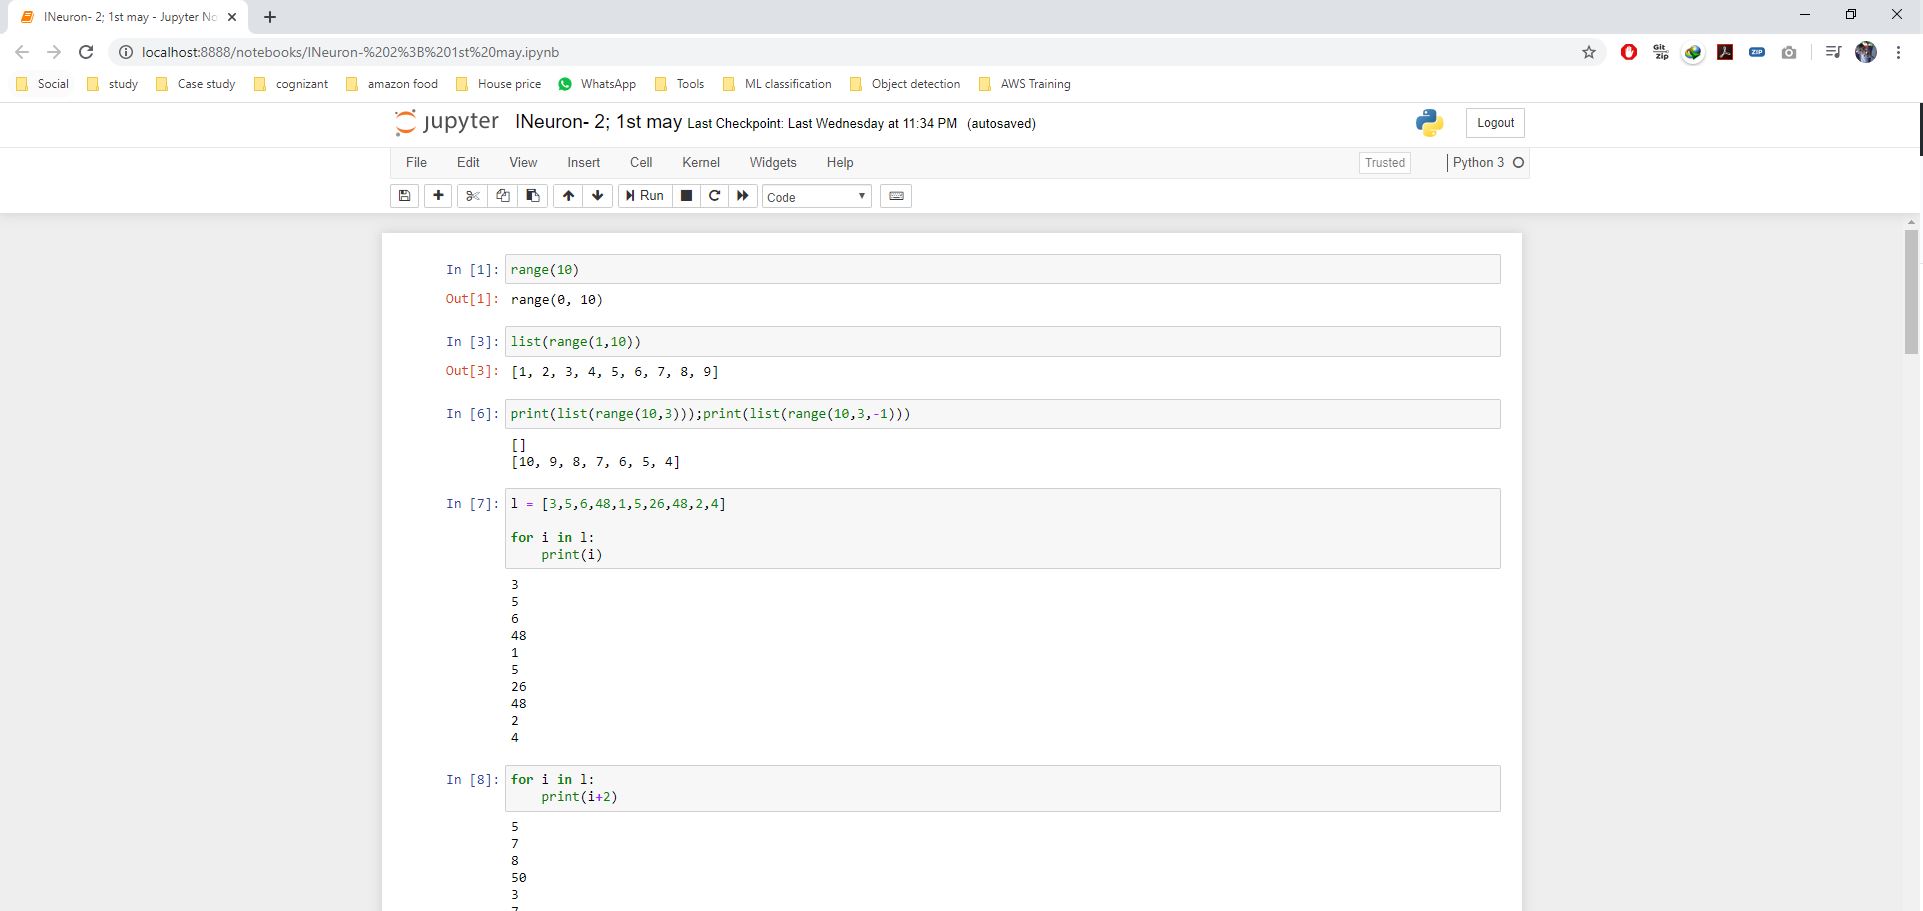 INeuron- 2; 1st may - Jupyter No
localhost:8888/notebooks/INeuron-%202%3B%201st%20may.ipynb
Git Zip
ZIP
Social study Case study cognizant amazon food House price WhatsApp Tools ML classification Object detection AWS Training
jupyter INeuron- 2; 1st may Last Checkpoint: Last Wednesday at 11:34 PM (autosaved)
Logout
File Edit View Insert Cell Kernel Widgets Help
Trusted Python 3
Run Code
In [1]: range(10)
Out[1]: range(0, 10)
In [3]: list(range(1,10))
Out[3]: [1, 2, 3, 4, 5, 6, 7, 8, 9]
In [6]: print(list(range(10,3)));print(list(range(10,3,-1)))
[]
[10, 9, 8, 7, 6, 5, 4]
In [7]: l = [3,5,6,48,1,5,26,48,2,4]
for i in l:
print(i)
3
5
6
48
1
5
26
48
2
4
In [8]: for i in l:
print(i+2)
5
7
8
50
3
7